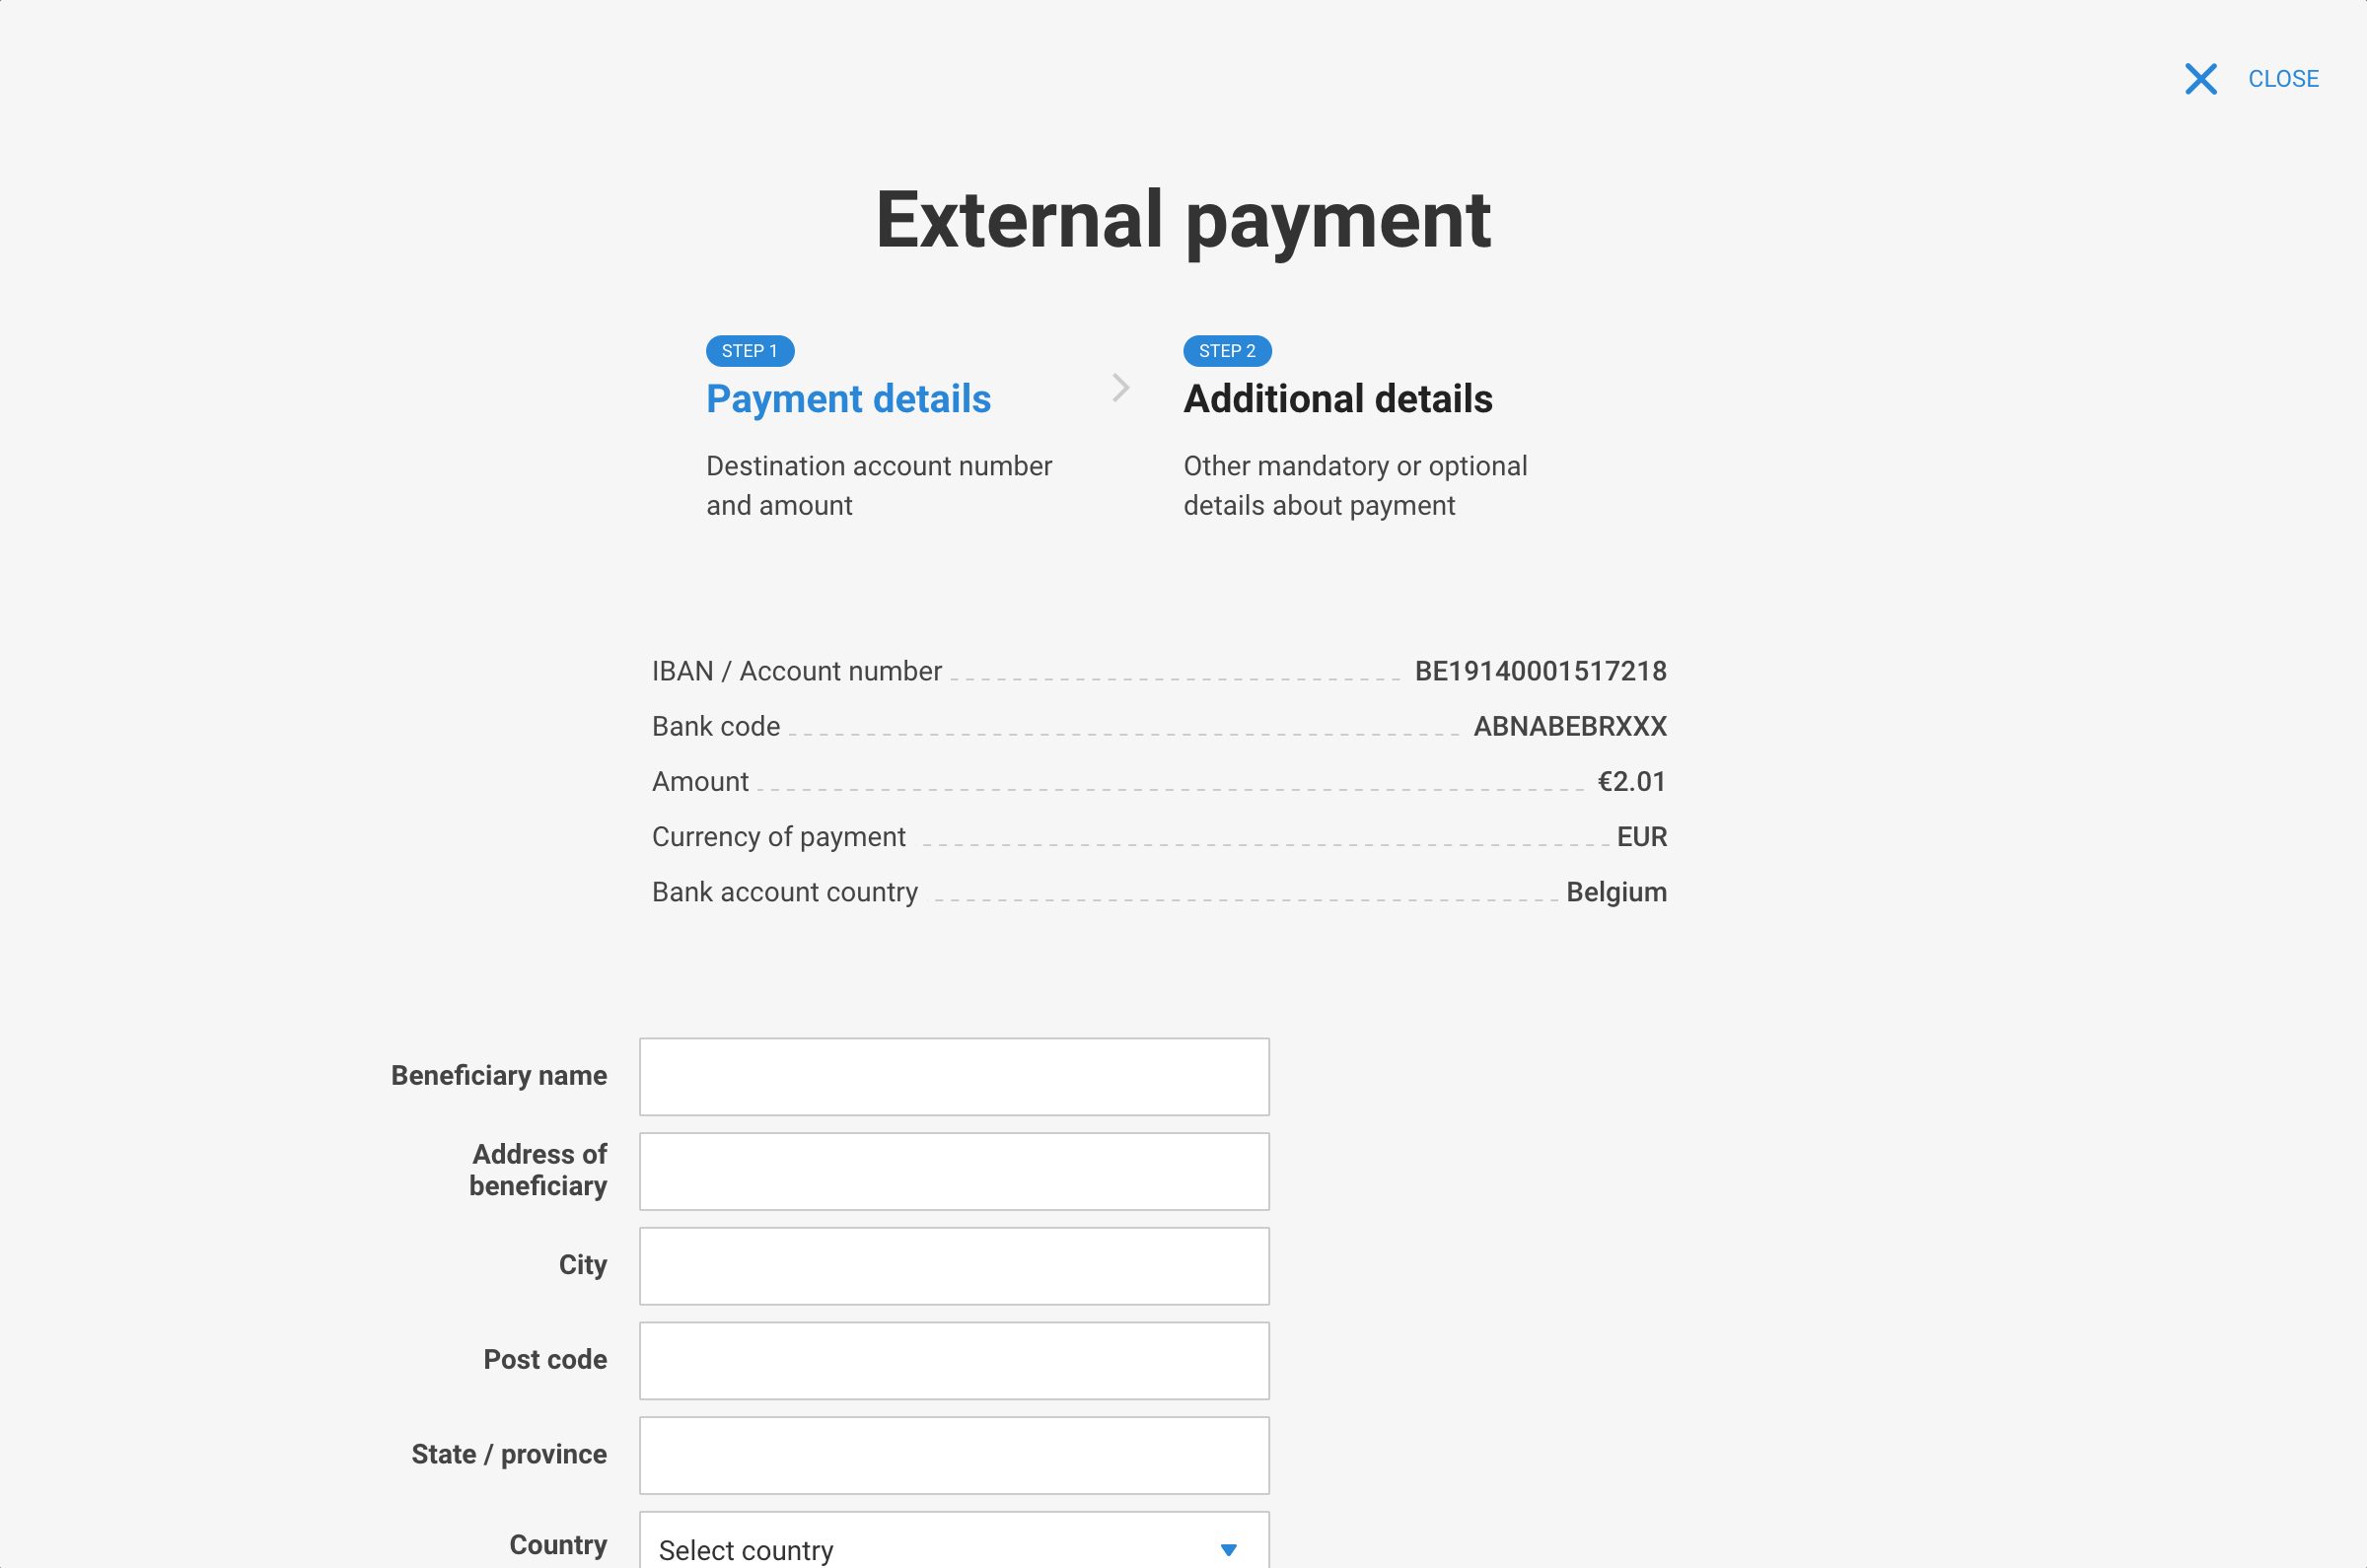 CLOSE
External payment
STEP 1
Payment details
Destination account number
and amount
STEP 2
Additional details
Other mandatory or optional
details about payment
IBAN / Account number BE19140001517218
Bank code ABNABEBRXXX
Amount €2.01
Currency of payment EUR
Bank account country Belgium
Beneficiary name
Address of
beneficiary
City
Post code
State / province
Country Select country